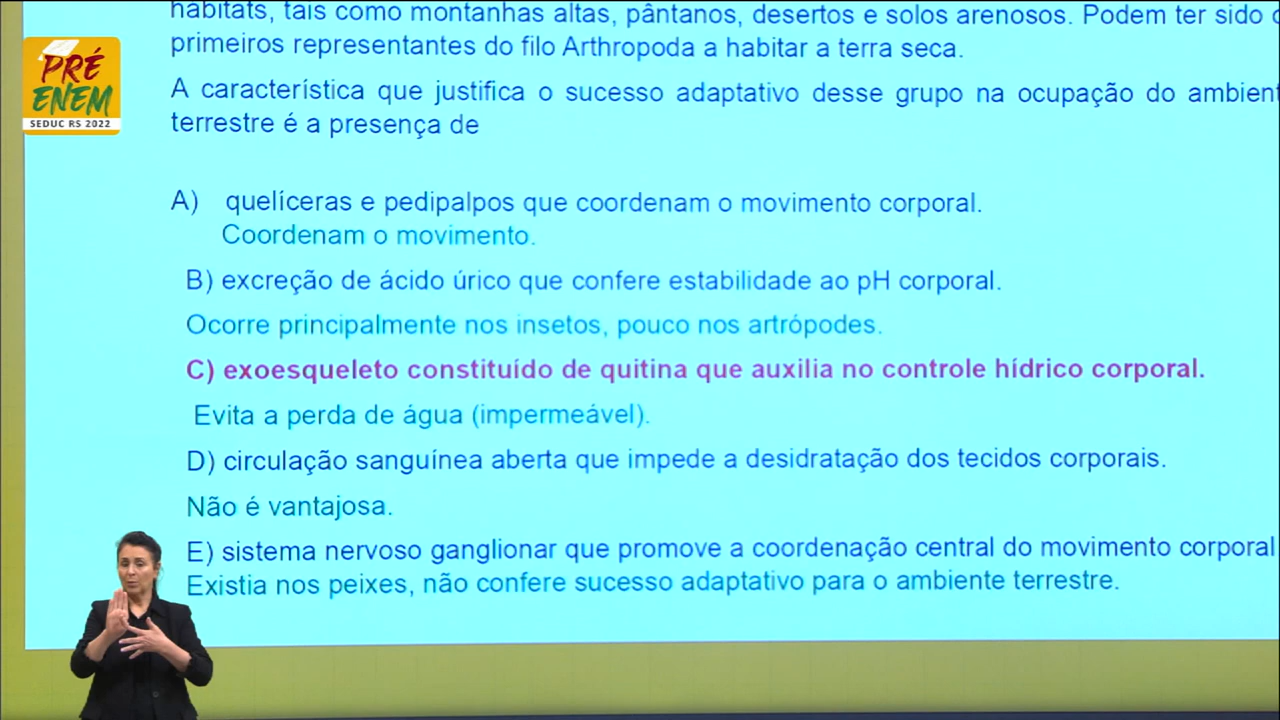 habitats, tais como montanhas altas, pântanos, desertos e solos arenosos. Podem ter sido
primeiros representantes do filo Arthropoda a habitar a terra seca.
A característica que justifica o sucesso adaptativo desse grupo na ocupação do
terrestre é a presença de
A) quelíceras e pedipalpos que coordenam o movimento corporal.
Coordenam o movimento.
B) excreção de ácido úrico que confere estabilidade ao pH corporal.
Ocorre principalmente nos insetos, pouco nos artrópodes.
C) exoesqueleto constituído de quitina que auxilia no controle hídrico corporal.
Evita a perda de água (impermeável).
D) circulação sanguínea aberta que impede a desidratação dos tecidos corporais.
Não é vantajosa.
E) sistema nervoso ganglionar que promove a coordenação central do movimento corporal
Existia nos peixes, não confere sucesso adaptativo para o ambiente terrestre.
PRÉ
ENEM
SEDUC RS 2022